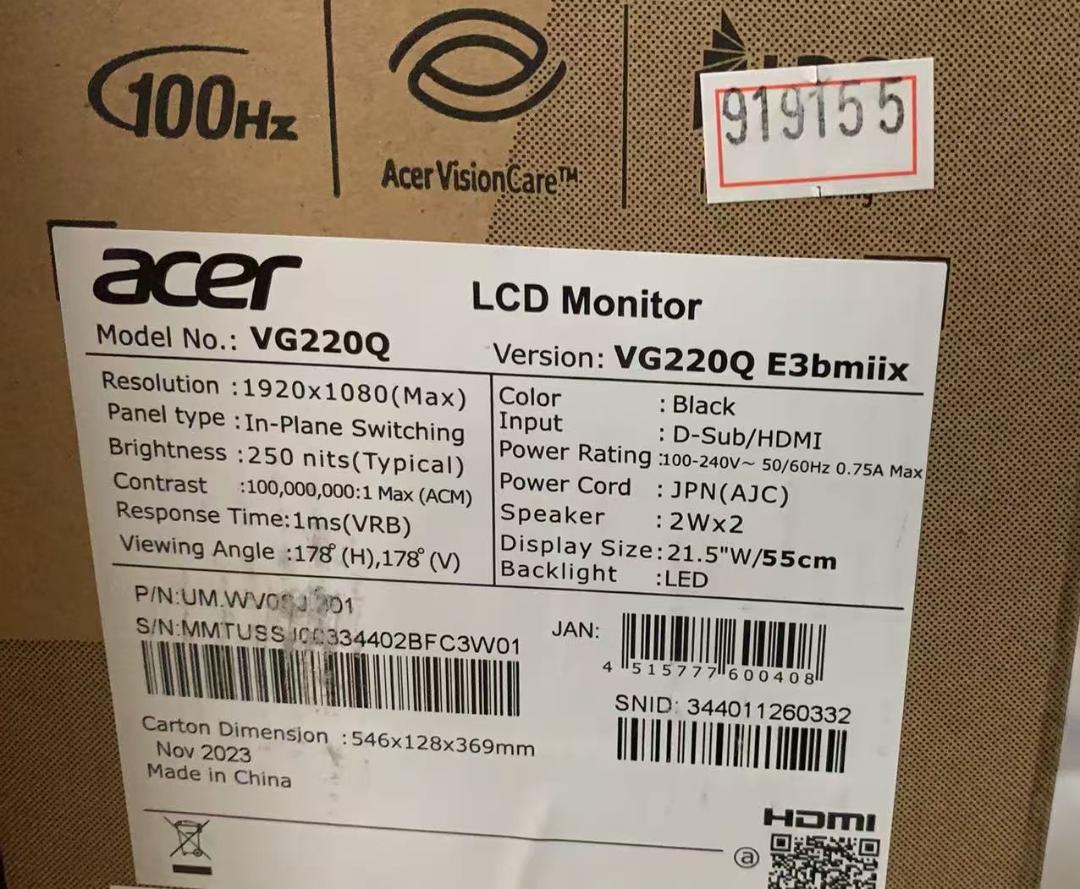 100Hz
Acer VisionCare™
919155
acer
LCD Monitor
Model No.: VG220Q
Version: VG220Q E3bmiix
Resolution :1920x1080(Max)
Panel type :In-Plane Switching
Brightness :250 nits(Typical)
Contrast :100,000,000:1 Max (ACM)
Response Time:1ms(VRB)
Viewing Angle :178°(H),178°(V)
Color : Black
Input : D-Sub/HDMI
Power Rating :100-240V~ 50/60Hz 0.75A Max
Power Cord : JPN(AJC)
Speaker : 2Wx2
Display Size:21.5"W/55cm
Backlight :LED
S/N:
JAN:
4 515777 600408
SNID: 344011260332
Carton Dimension :546x128x369mm
Nov 2023
Made in China
HDMI
a